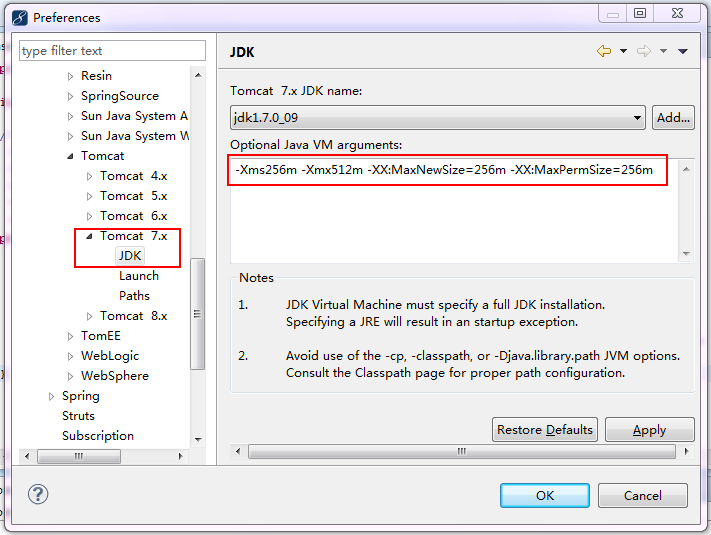 Preferences
type filter text
Resin
SpringSource
Sun Java System A
Sun Java System W
Tomcat
Tomcat 4.x
Tomcat 5.x
Tomcat 6.x
Tomcat 7.x
JDK
Launch
Paths
Tomcat 8.x
TomEE
WebLogic
WebSphere
Spring
Struts
Subscription
JDK
Tomcat 7.x JDK name:
jdk1.7.0_09
Add...
Optional Java VM arguments:
-Xms256m -Xmx512m -XX:MaxNewSize=256m -XX:MaxPermSize=256m
Notes
1. JDK Virtual Machine must specify a full JDK installation.
Specifying a JRE will result in an startup exception.
2. Avoid use of the -cp, -classpath, or -Djava.library.path JVM options.
Consult the Classpath page for proper path configuration.
Restore Defaults
Apply
OK
Cancel